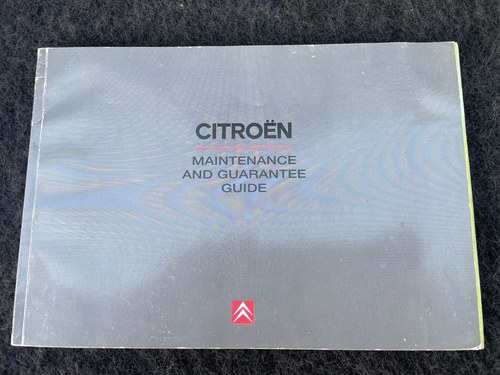 CITROËN
MAINTENANCE
AND GUARANTEE
GUIDE